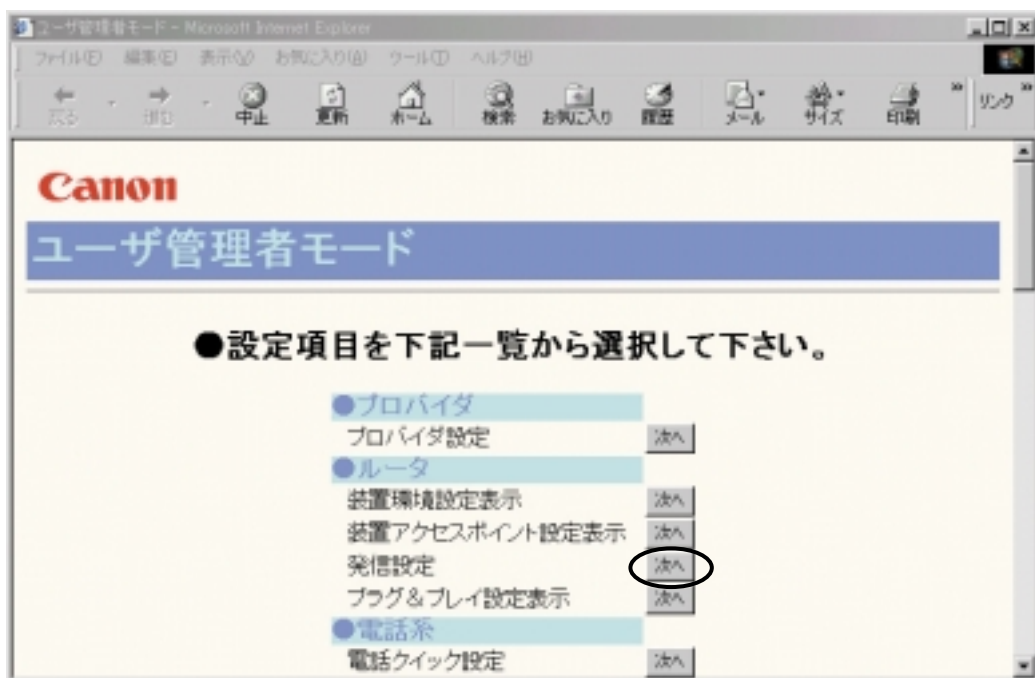 ユーザ管理者モード - Microsoft Internet Explorer
ファイル(F) 編集(E) 表示(V) お気に入り(A) ツール(T) ヘルプ(H)
戻る 進む 中止 更新 ホーム 検索 お気に入り 履歴 メール サイズ 印刷 » リンク »
Canon
ユーザ管理者モード
●設定項目を下記一覧から選択して下さい。
●プロバイダ
プロバイダ設定 次へ
●ルータ
装置環境設定表示 次へ
装置アクセスポイント設定表示 次へ
発信設定 次へ
プラグ&プレイ設定表示 次へ
●電話系
電話クイック設定 次へ